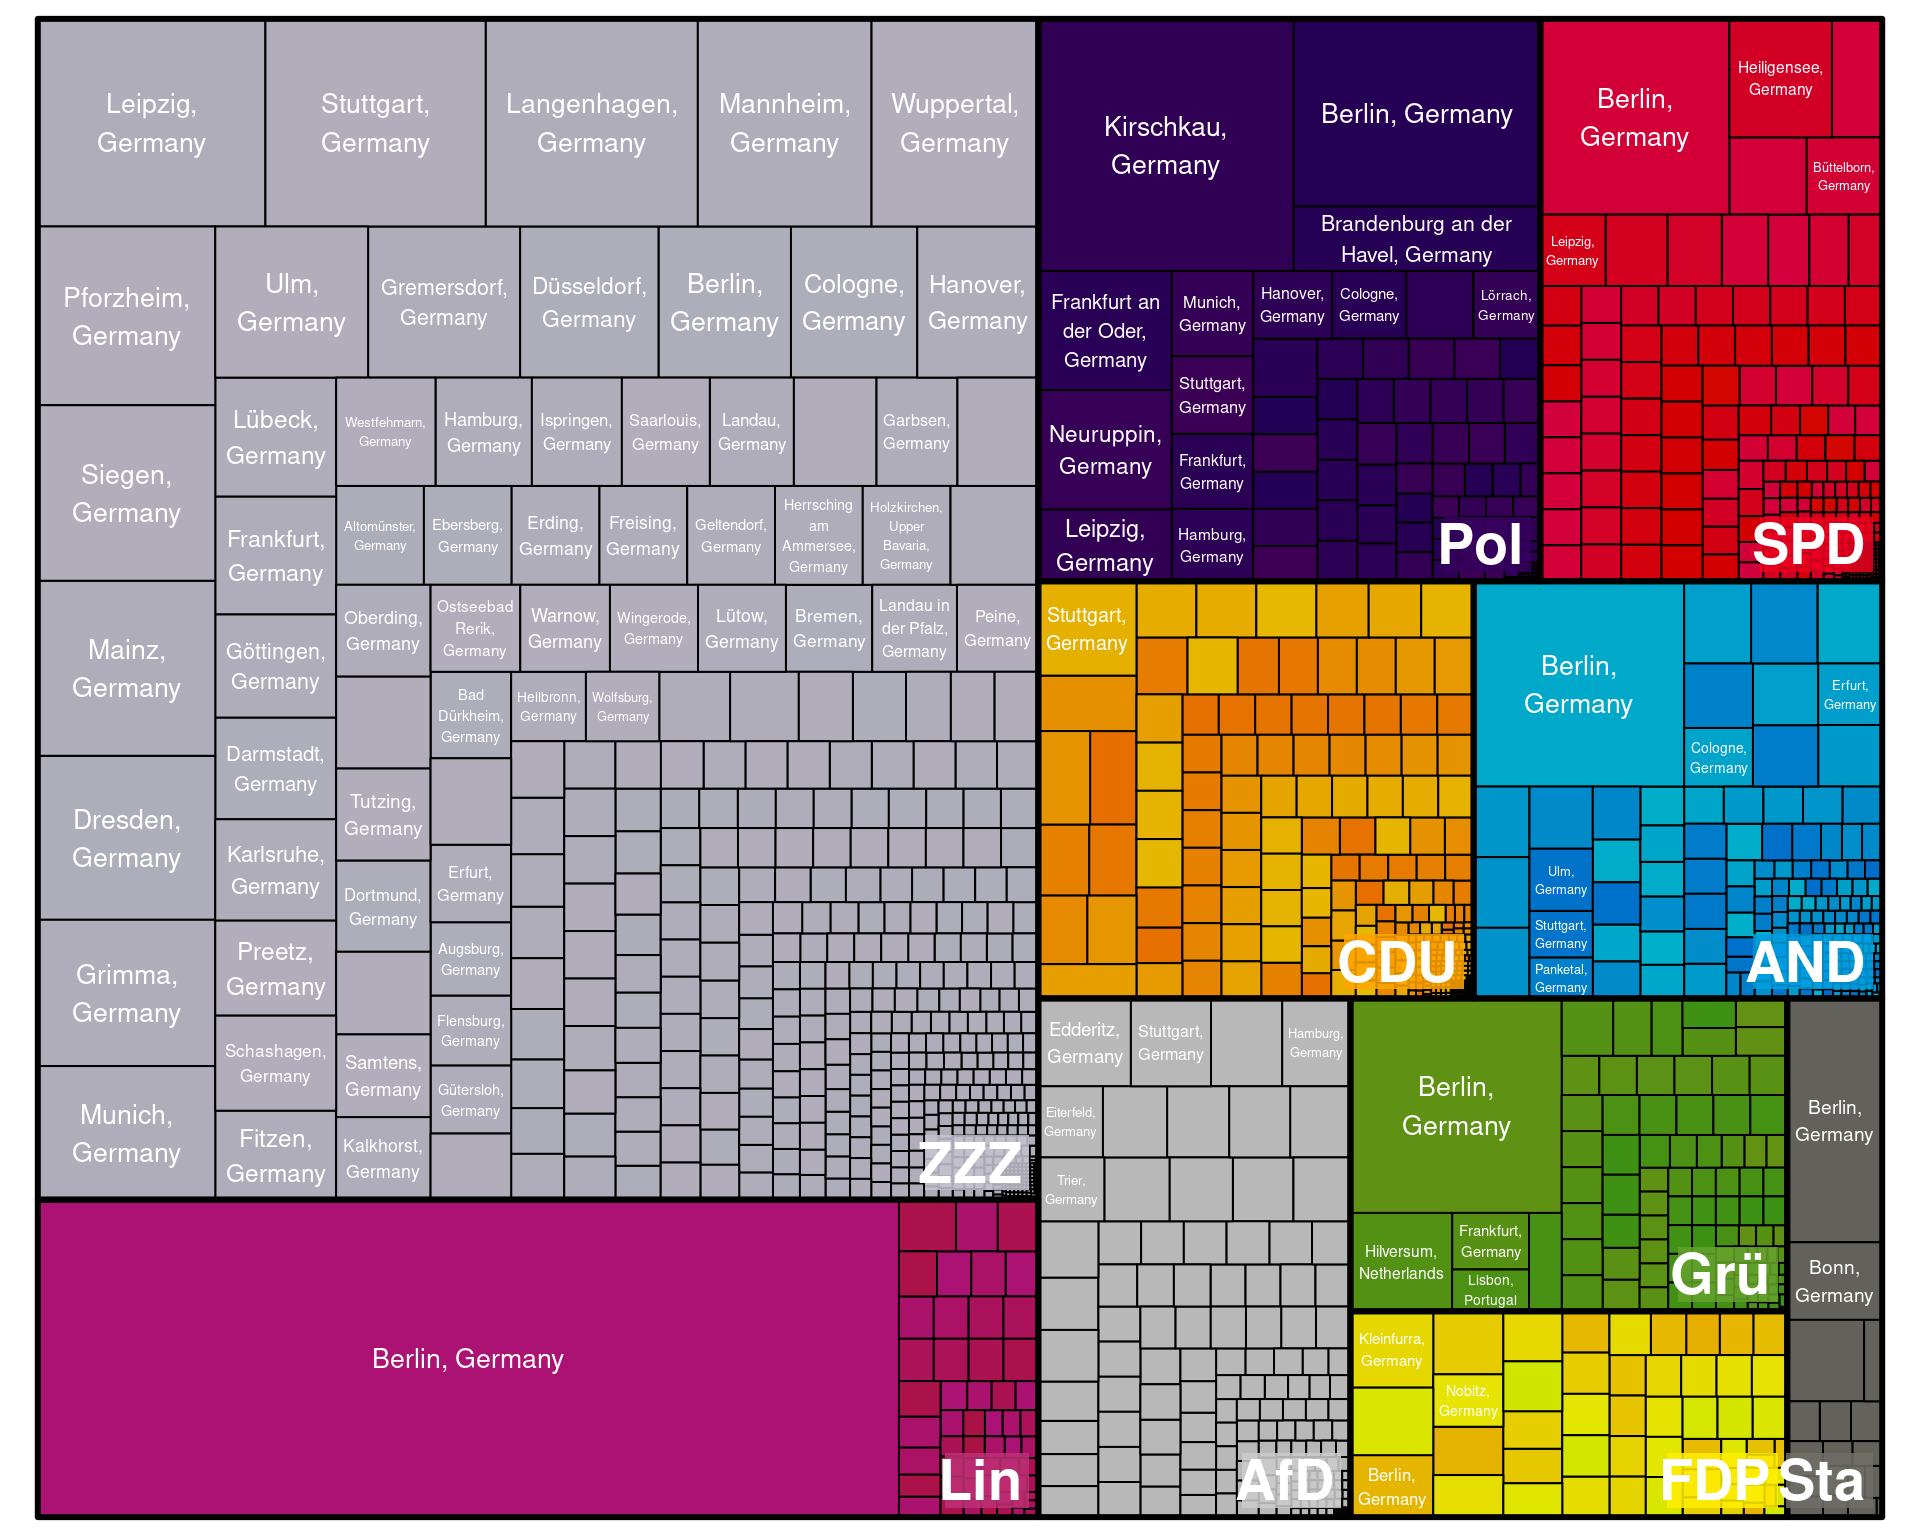 Leipzig,
Germany
Stuttgart,
Germany
Langenhagen,
Germany
Mannheim,
Germany
Wuppertal,
Germany
Pforzheim,
Germany
Ulm,
Germany
Gremersdorf,
Germany
Düsseldorf,
Germany
Berlin,
Germany
Cologne,
Germany
Hanover,
Germany
Siegen,
Germany
Mainz,
Germany
Dresden,
Germany
Grimma,
Germany
Munich,
Germany
Lübeck,
Germany
Frankfurt,
Germany
Göttingen,
Germany
Darmstadt,
Germany
Karlsruhe,
Germany
Preetz,
Germany
Schashagen,
Germany
Fitzen,
Germany
Westfehmarn,
Germany
Hamburg,
Germany
Ispringen,
Germany
Saarlouis,
Germany
Landau,
Germany
Garbsen,
Germany
Altomünster,
Germany
Ebersberg,
Germany
Erding,
Germany
Freising,
Germany
Geltendorf,
Germany
Herrsching
am
Ammersee,
Germany
Holzkirchen,
Upper
Bavaria,
Germany
Oberding,
Germany
Ostseebad
Rerik,
Germany
Warnow,
Germany
Wingerode,
Germany
Lütow,
Germany
Bremen,
Germany
Landau in
der Pfalz,
Germany
Peine,
Germany
Bad
Dürkheim,
Germany
Heilbronn,
Germany
Wolfsburg,
Germany
Tutzing,
Germany
Dortmund,
Germany
Samtens,
Germany
Kalkhorst,
Germany
Erfurt,
Germany
Augsburg,
Germany
Flensburg,
Germany
Gütersloh,
Germany
ZZZ
Berlin, Germany
Lin
Kirschkau,
Germany
Berlin, Germany
Brandenburg an der
Havel, Germany
Frankfurt an
der Oder,
Germany
Neuruppin,
Germany
Leipzig,
Germany
Munich,
Germany
Stuttgart,
Germany
Frankfurt,
Germany
Hamburg,
Germany
Hanover,
Germany
Cologne,
Germany
Lörrach,
Germany
Pol
Berlin,
Germany
Heiligensee,
Germany
Büttelborn,
Germany
Leipzig,
Germany
SPD
Stuttgart,
Germany
CDU
Berlin,
Germany
Erfurt,
Germany
Cologne,
Germany
Ulm,
Germany
Stuttgart,
Germany
Panketal,
Germany
AND
Edderitz,
Germany
Stuttgart,
Germany
Hamburg,
Germany
Eiterfeld,
Germany
Trier,
Germany
AfD
Berlin,
Germany
Hilversum,
Netherlands
Frankfurt,
Germany
Lisbon,
Portugal
Grü
Kleinfurra,
Germany
Nobitz,
Germany
Berlin,
Germany
FDP
Berlin,
Germany
Bonn,
Germany
Sta